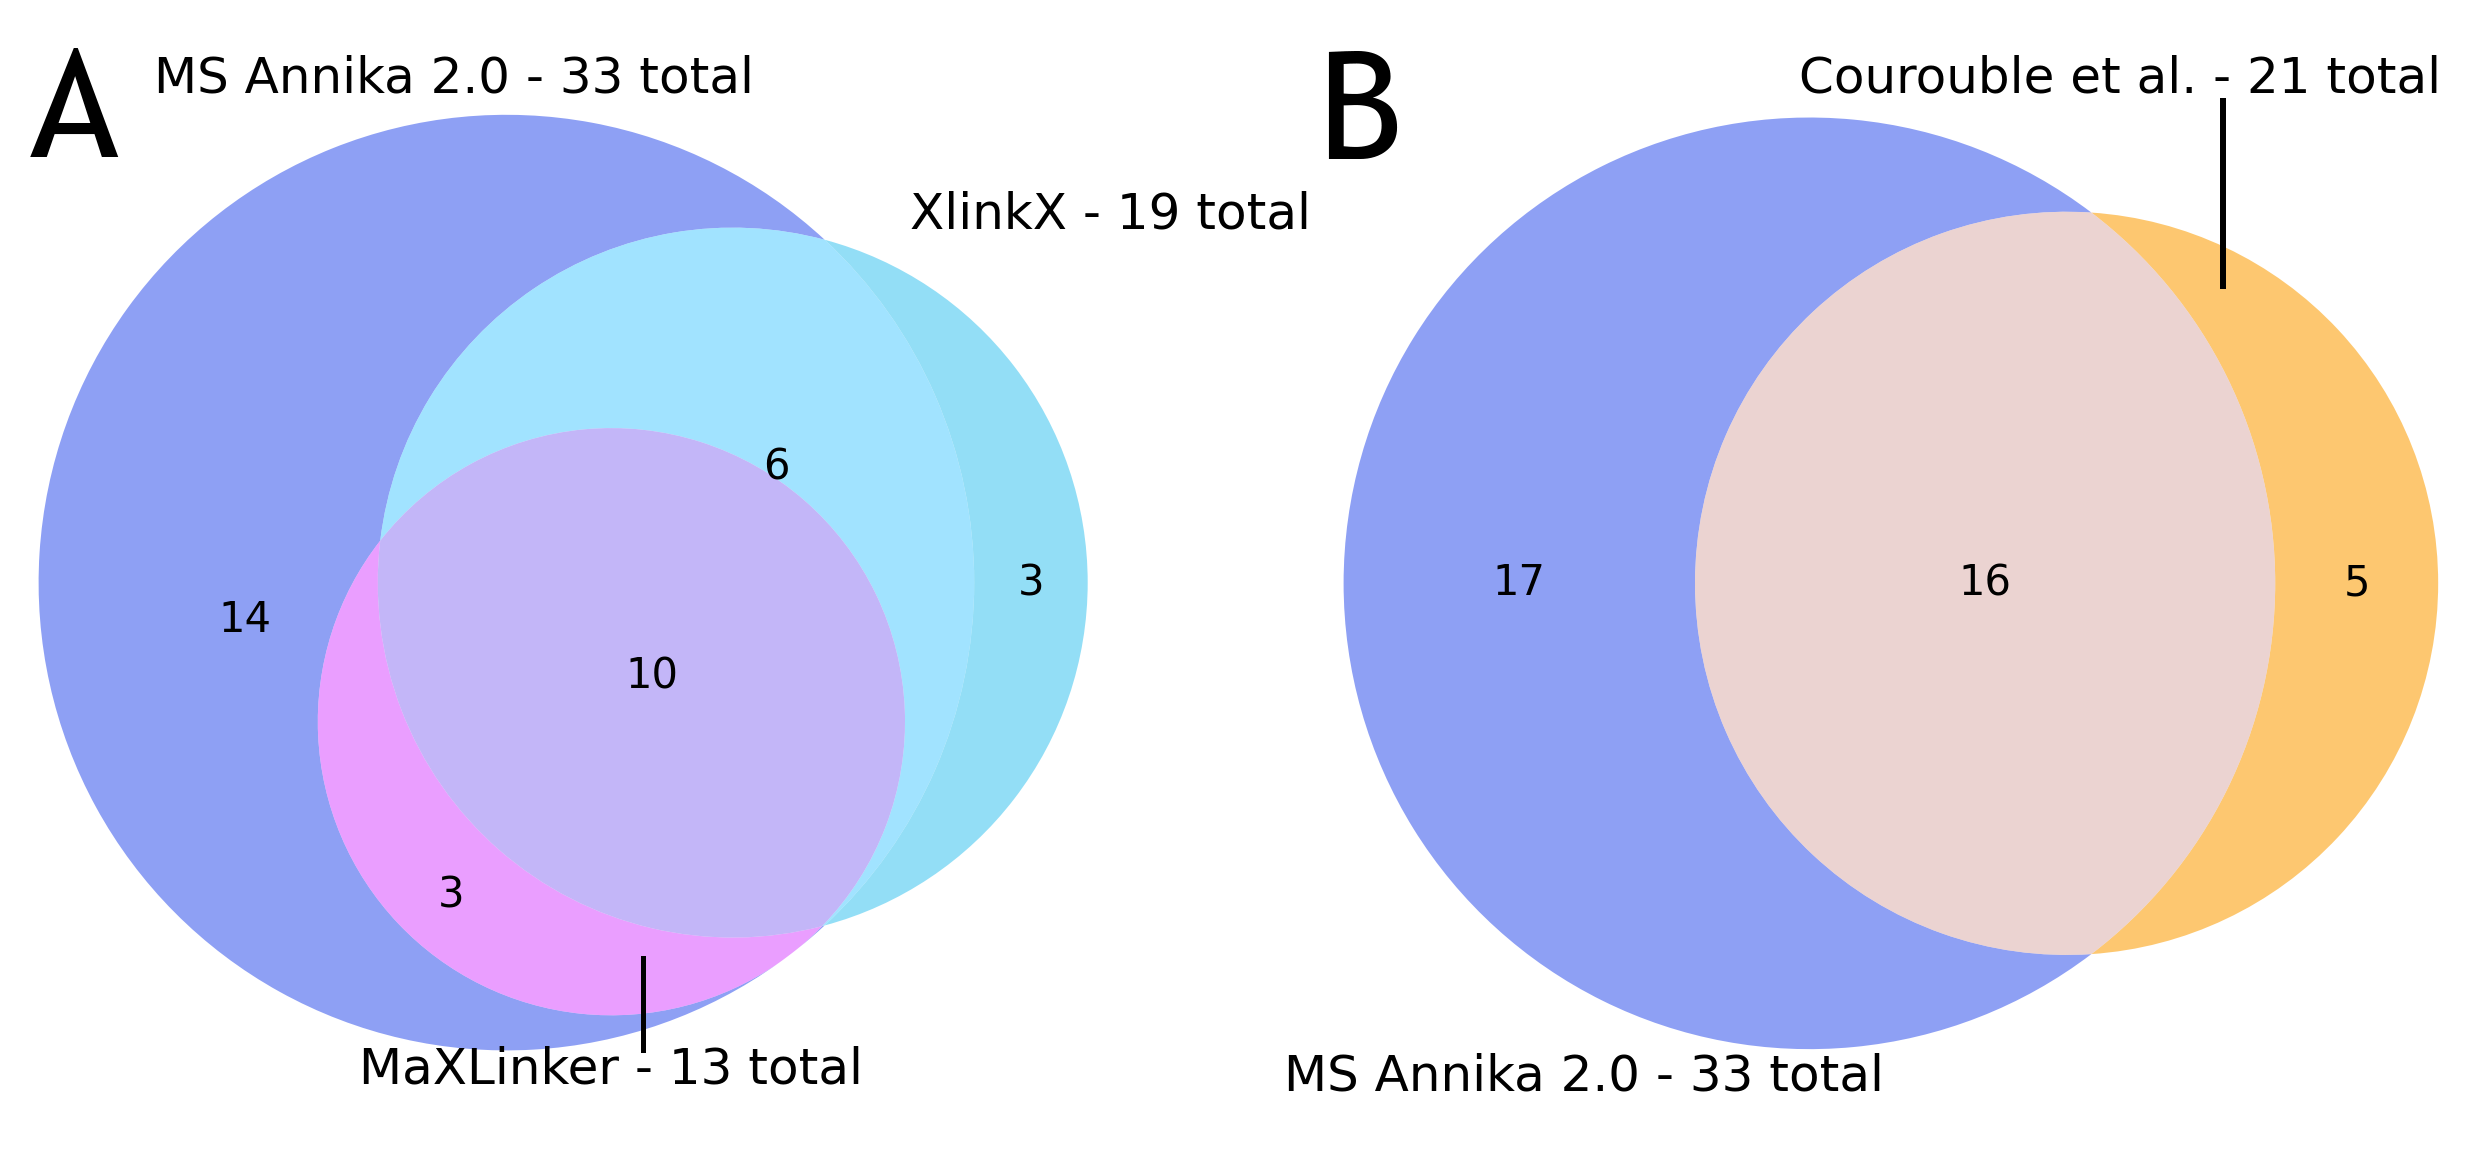 A
MS Annika 2.0 - 33 total
XlinkX - 19 total
6
3
14
10
3
MaXLinker - 13 total
B
Courouble et al. - 21 total
17
16
5
MS Annika 2.0 - 33 total